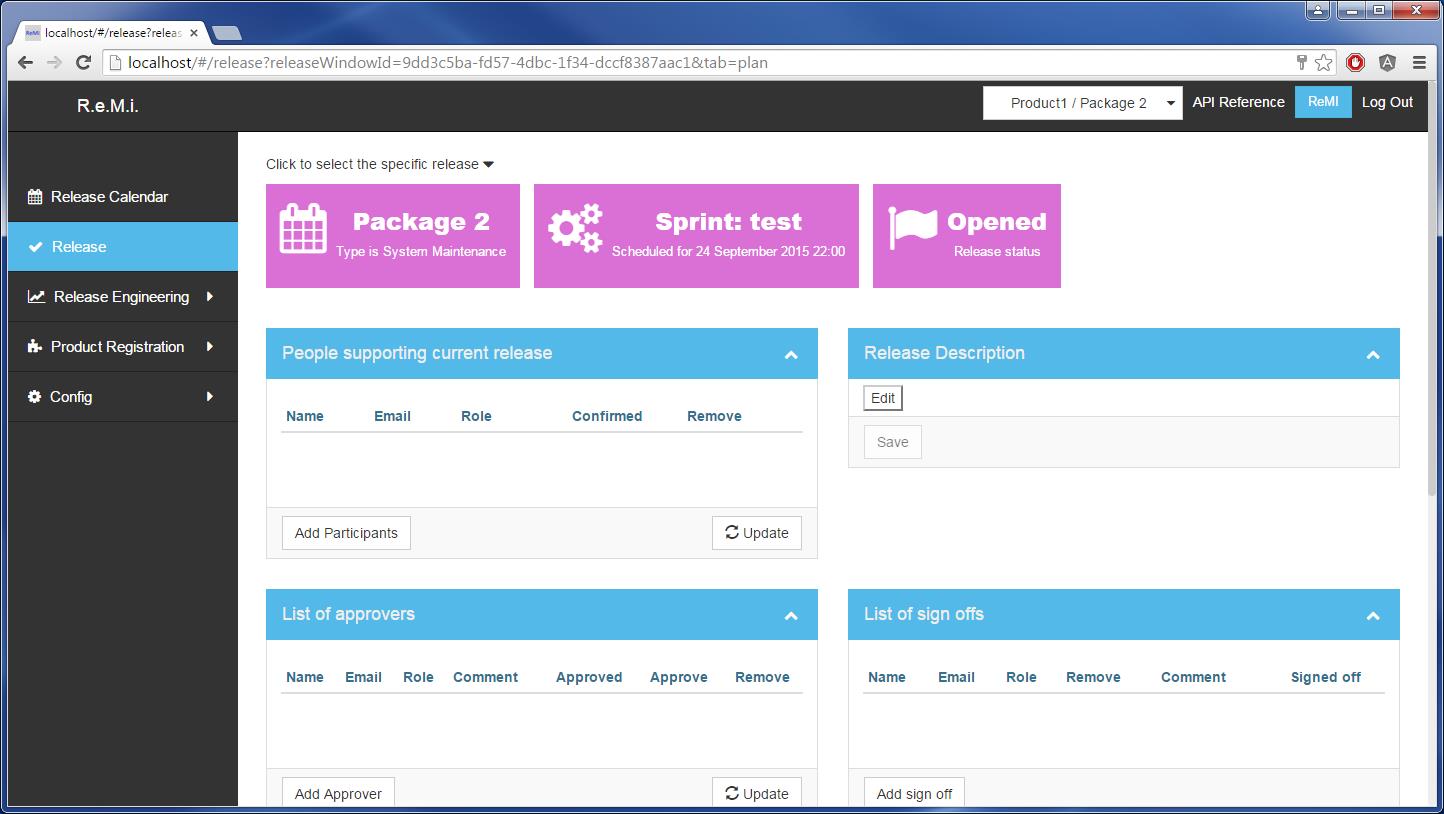 localhost/#/release?releas
localhost/#/release?releaseWindowId=9dd3c5ba-fd57-4dbc-1f34-dccf8387aac1&tab=plan
R.e.M.i.
Product1 / Package 2
API Reference
ReMI
Log Out
Release Calendar
Release
Release Engineering
Product Registration
Config
Click to select the specific release
Package 2
Type is System Maintenance
Sprint: test
Scheduled for 24 September 2015 22:00
Opened
Release status
People supporting current release
Name Email Role Confirmed Remove
Add Participants
Update
Release Description
Edit
Save
List of approvers
Name Email Role Comment Approved Approve Remove
Add Approver
Update
List of sign offs
Name Email Role Remove Comment Signed off
Add sign off